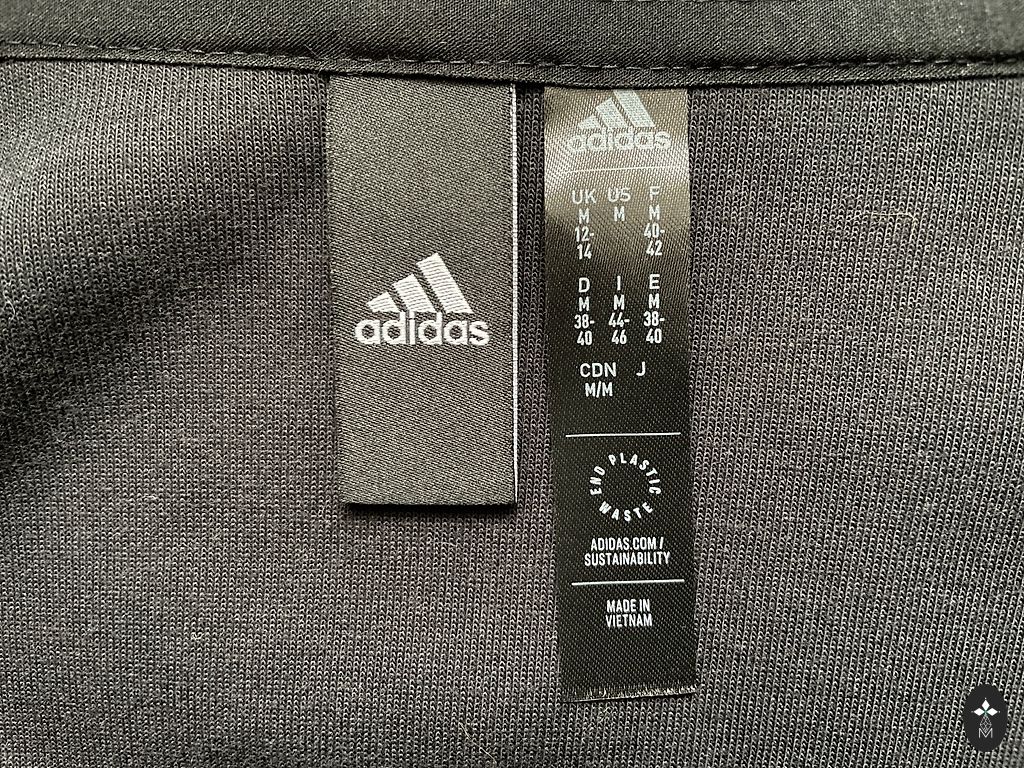 adidas
adidas
UK US F
M M M
12- 40-
14 42
D I E
M M M
38- 44- 38-
40 46 40
CDN J
M/M
END PLASTIC WASTE
ADIDAS.COM /
SUSTAINABILITY
MADE IN
VIETNAM
M